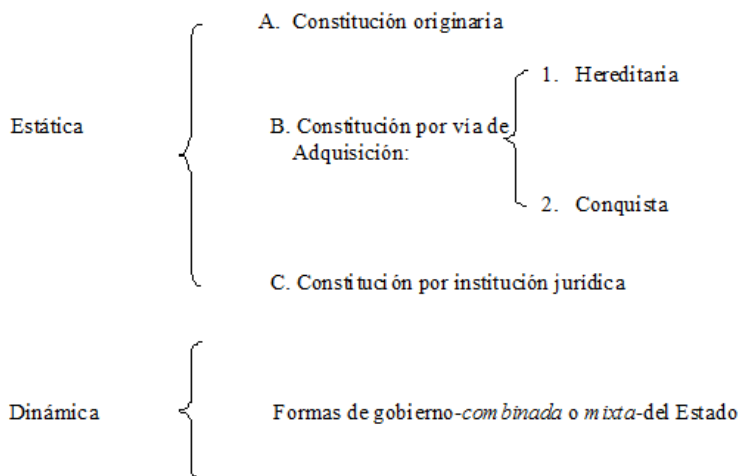 A. Constitución originaria
1. Hereditaria
Estática
B. Constitución por vía de
Adquisición:
2. Conquista
C. Constitución por institución jurídica
Dinámica
Formas de gobierno-combinada o mixta-del Estado